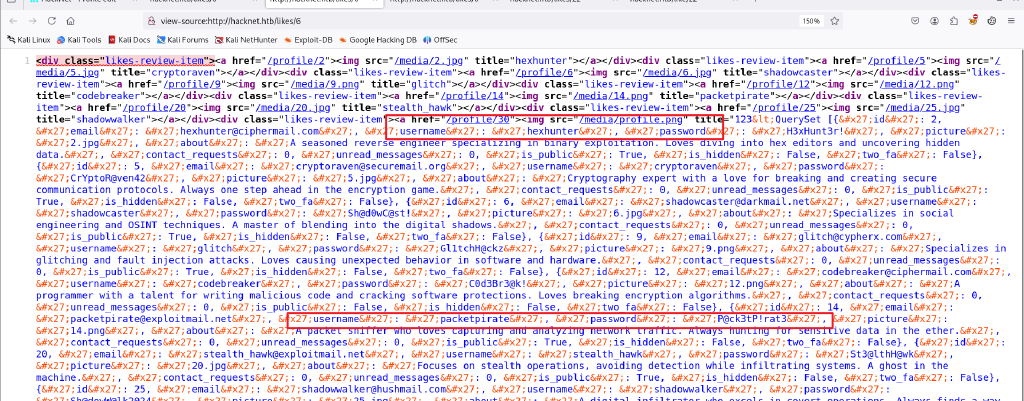 view-source:http://hacknet.htb/likes/6
150%
Kali Linux Kali Tools Kali Docs Kali Forums Kali NetHunter Exploit-DB Google Hacking DB OffSec
1 <div class="likes-review-item"><a href="/profile/2"><img src="/media/2.jpg" title="hexhunter"></a></div><div class="likes-review-item"><a href="/profile/5"><img src="/
media/5.jpg" title="cryptoraven"></a></div><div class="likes-review-item"><a href="/profile/6"><img src="/media/6.jpg" title="shadowcaster"></a></div><div class="likes-
review-item"><a href="/profile/9"><img src="/media/9.png" title="glitch"></a></div><div class="likes-review-item"><a href="/profile/12"><img src="/media/12.png"
title="codebreaker"></a></div><div class="likes-review-item"><a href="/profile/14"><img src="/media/14.png" title="packetpirate"></a></div><div class="likes-review-
item"><a href="/profile/20"><img src="/media/20.jpg" title="stealth_hawk"></a></div><div class="likes-review-item"><a href="/profile/25"><img src="/media/25.jpg"
title="shadowwalker"></a></div><div class="likes-review-item"><a href="/profile/30"><img src="/media/profile.png" title="123&lt;QuerySet [{&#x27;id&#x27;: 2,
&#x27;email&#x27;: &#x27;hexhunter@ciphermail.com&#x27;, &#x27;username&#x27;: &#x27;hexhunter&#x27;, &#x27;password&#x27;: &#x27;H3xHunt3r!&#x27;, &#x27;picture&#x27;:
&#x27;2.jpg&#x27;, &#x27;about&#x27;: &#x27;A seasoned reverse engineer specializing in binary exploitation. Loves diving into hex editors and uncovering hidden
data.&#x27;, &#x27;contact_requests&#x27;: 0, &#x27;unread_messages&#x27;: 0, &#x27;is_public&#x27;: True, &#x27;is_hidden&#x27;: False, &#x27;two_fa&#x27;: False},
{&#x27;id&#x27;: 5, &#x27;email&#x27;: &#x27;cryptoraven@securemail.org&#x27;, &#x27;username&#x27;: &#x27;cryptoraven&#x27;, &#x27;password&#x27;:
&#x27;CrYptoR@ven42&#x27;, &#x27;picture&#x27;: &#x27;5.jpg&#x27;, &#x27;about&#x27;: &#x27;Cryptography expert with a love for breaking and creating secure
communication protocols. Always one step ahead in the encryption game.&#x27;, &#x27;contact_requests&#x27;: 0, &#x27;unread_messages&#x27;: 0, &#x27;is_public&#x27;:
True, &#x27;is_hidden&#x27;: False, &#x27;two_fa&#x27;: False}, {&#x27;id&#x27;: 6, &#x27;email&#x27;: &#x27;shadowcaster@darkmail.net&#x27;, &#x27;username&#x27;:
&#x27;shadowcaster&#x27;, &#x27;password&#x27;: &#x27;Sh@d0wC@st!&#x27;, &#x27;picture&#x27;: &#x27;6.jpg&#x27;, &#x27;about&#x27;: &#x27;Specializes in social
engineering and OSINT techniques. A master of blending into the digital shadows.&#x27;, &#x27;contact_requests&#x27;: 0, &#x27;unread_messages&#x27;: 0,
&#x27;is_public&#x27;: True, &#x27;is_hidden&#x27;: False, &#x27;two_fa&#x27;: False}, {&#x27;id&#x27;: 9, &#x27;email&#x27;: &#x27;glitch@cypherx.com&#x27;,
&#x27;username&#x27;: &#x27;glitch&#x27;, &#x27;password&#x27;: &#x27;Gl1tchH@ckz&#x27;, &#x27;picture&#x27;: &#x27;9.png&#x27;, &#x27;about&#x27;: &#x27;Specializes in
glitching and fault injection attacks. Loves causing unexpected behavior in software and hardware.&#x27;, &#x27;contact_requests&#x27;: 0, &#x27;unread_messages&#x27;:
0, &#x27;is_public&#x27;: True, &#x27;is_hidden&#x27;: False, &#x27;two_fa&#x27;: False}, {&#x27;id&#x27;: 12, &#x27;email&#x27;: &#x27;codebreaker@ciphermail.com&#x27;,
&#x27;username&#x27;: &#x27;codebreaker&#x27;, &#x27;password&#x27;: &#x27;C0d3Br3@k!&#x27;, &#x27;picture&#x27;: &#x27;12.png&#x27;, &#x27;about&#x27;: &#x27;A
programmer with a talent for writing malicious code and cracking software protections. Loves breaking encryption algorithms.&#x27;, &#x27;contact_requests&#x27;: 0,
&#x27;unread_messages&#x27;: 0, &#x27;is_public&#x27;: False, &#x27;is_hidden&#x27;: False, &#x27;two_fa&#x27;: False}, {&#x27;id&#x27;: 14, &#x27;email&#x27;:
&#x27;packetpirate@exploitmail.net&#x27;, &#x27;username&#x27;: &#x27;packetpirate&#x27;, &#x27;password&#x27;: &#x27;P@ck3tP!rat3&#x27;, &#x27;picture&#x27;:
&#x27;14.png&#x27;, &#x27;about&#x27;: &#x27;A packet sniffer who loves capturing and analyzing network traffic. Always hunting for sensitive data in the ether.&#x27;,
&#x27;contact_requests&#x27;: 0, &#x27;unread_messages&#x27;: 0, &#x27;is_public&#x27;: True, &#x27;is_hidden&#x27;: False, &#x27;two_fa&#x27;: False}, {&#x27;id&#x27;:
20, &#x27;email&#x27;: &#x27;stealth_hawk@exploitmail.net&#x27;, &#x27;username&#x27;: &#x27;stealth_hawk&#x27;, &#x27;password&#x27;: &#x27;St3@lthH@wk&#x27;,
&#x27;picture&#x27;: &#x27;20.jpg&#x27;, &#x27;about&#x27;: &#x27;Focuses on stealth operations, avoiding detection while infiltrating systems. A ghost in the
machine.&#x27;, &#x27;contact_requests&#x27;: 0, &#x27;unread_messages&#x27;: 0, &#x27;is_public&#x27;: True, &#x27;is_hidden&#x27;: False, &#x27;two_fa&#x27;: False},
{&#x27;id&#x27;: 25, &#x27;email&#x27;: &#x27;shadowwalker@hushmail.com&#x27;, &#x27;username&#x27;: &#x27;shadowwalker&#x27;, &#x27;password&#x27;: